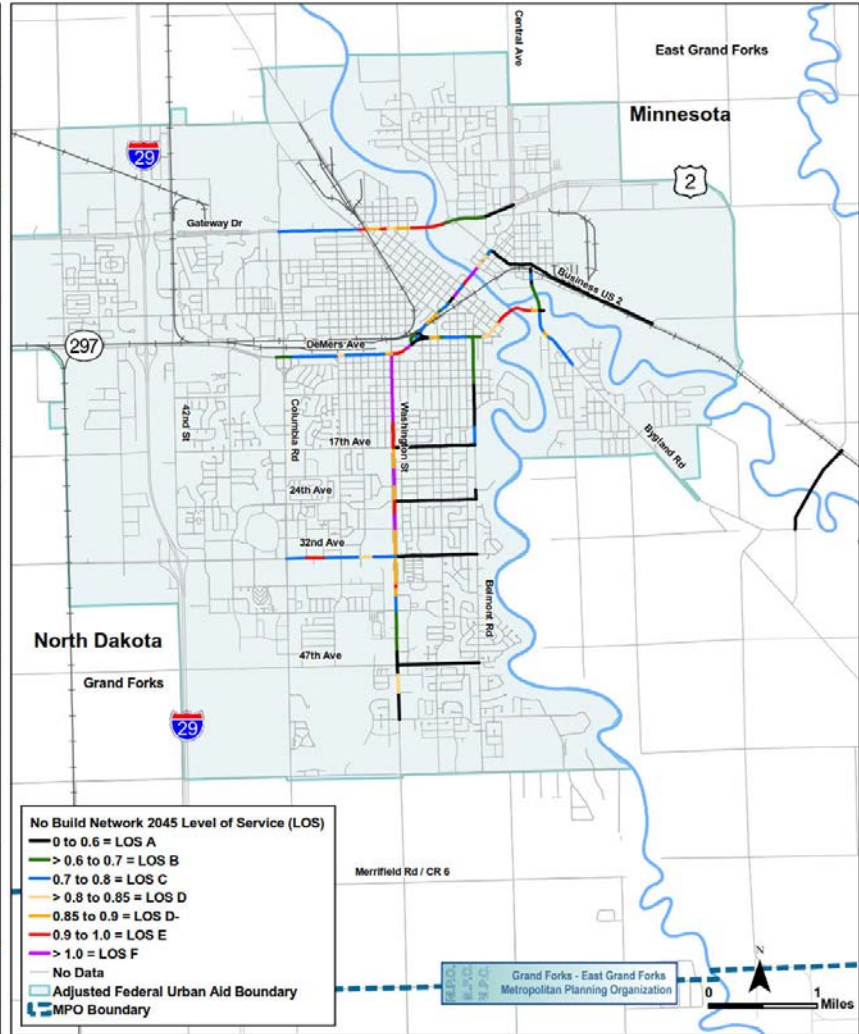 Central Ave
East Grand Forks
Minnesota
29
2
Gateway Dr
Business US 2
297
DeMers Ave
42nd St
Columbia Rd
Washington St
17th Ave
Bygland Rd
24th Ave
32nd Ave
Belmont Rd
North Dakota
47th Ave
Grand Forks
29
No Build Network 2045 Level of Service (LOS)
0 to 0.6 = LOS A
> 0.6 to 0.7 = LOS B
0.7 to 0.8 = LOS C
> 0.8 to 0.85 = LOS D
0.85 to 0.9 = LOS D-
0.9 to 1.0 = LOS E
> 1.0 = LOS F
No Data
Adjusted Federal Urban Aid Boundary
MPO Boundary
Merrifield Rd / CR 6
M.P.O.
M.P.O.
M.P.O.
Grand Forks - East Grand Forks
Metropolitan Planning Organization
N
0 1
Miles